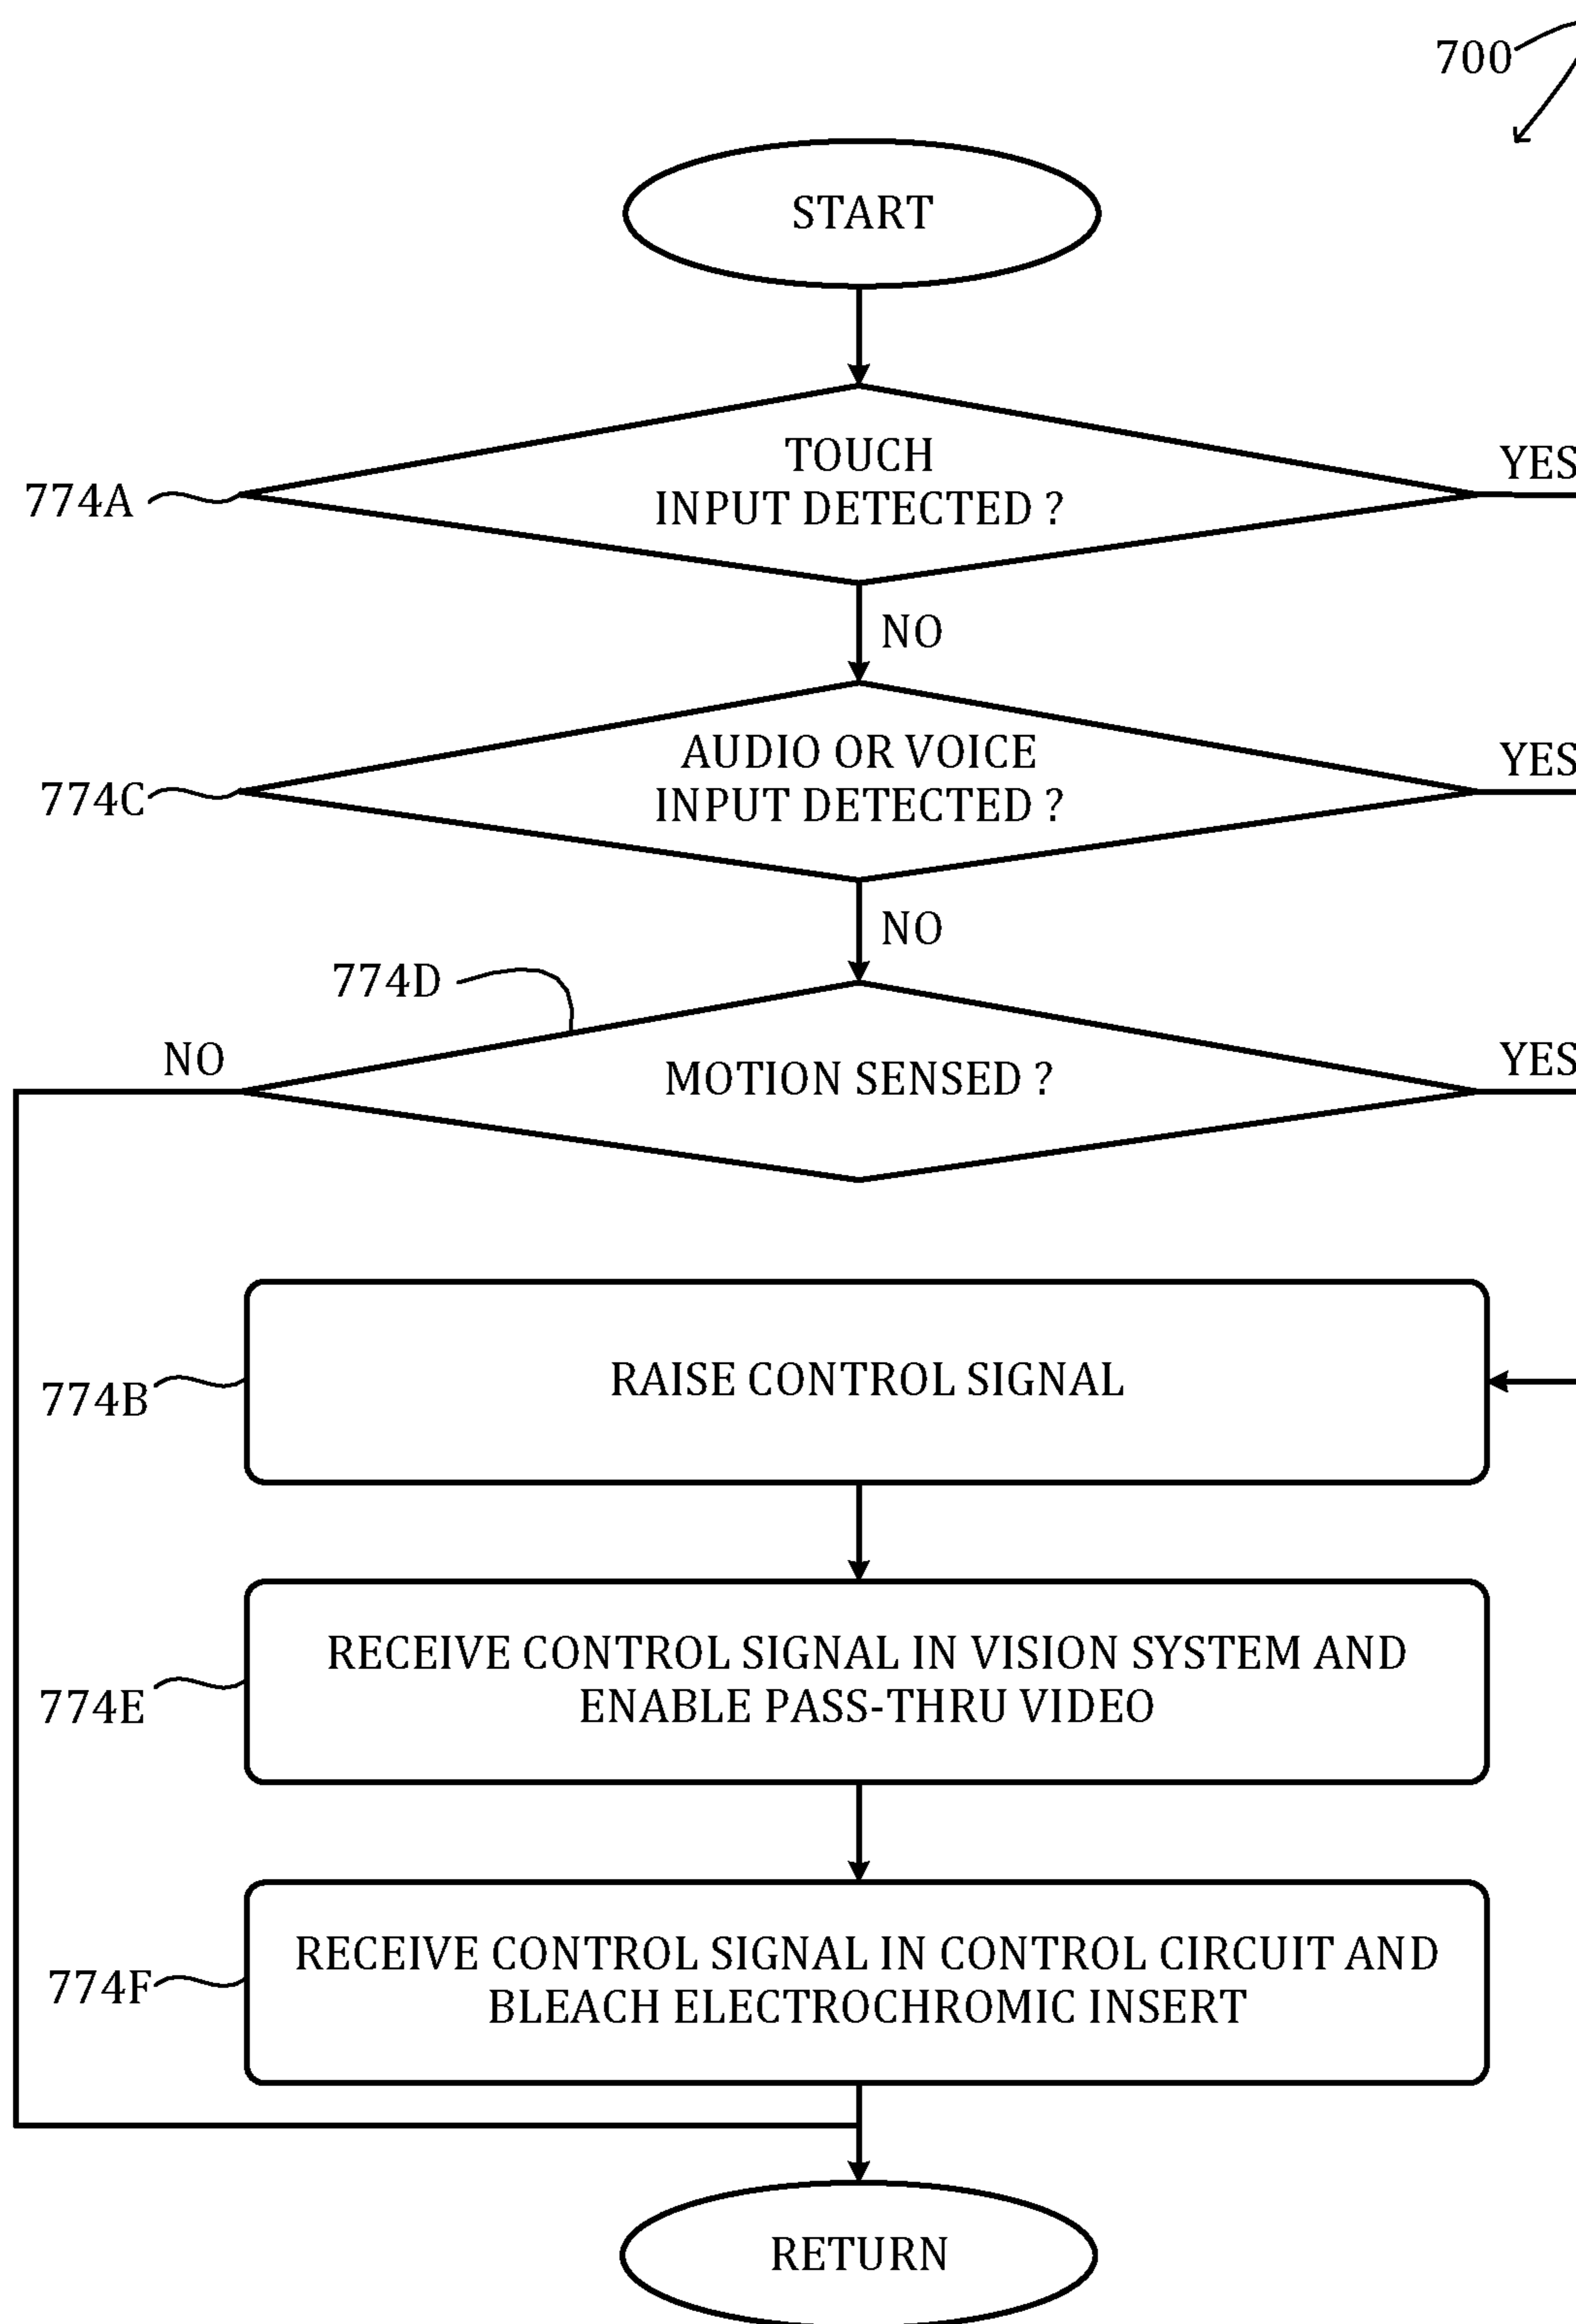 700
START
774A
TOUCH
INPUT DETECTED ?
YES
NO
774C
AUDIO OR VOICE
INPUT DETECTED ?
YES
NO
774D
NO
MOTION SENSED ?
YES
774B
RAISE CONTROL SIGNAL
774E
RECEIVE CONTROL SIGNAL IN VISION SYSTEM AND
ENABLE PASS-THRU VIDEO
774F
RECEIVE CONTROL SIGNAL IN CONTROL CIRCUIT AND
BLEACH ELECTROCHROMIC INSERT
RETURN